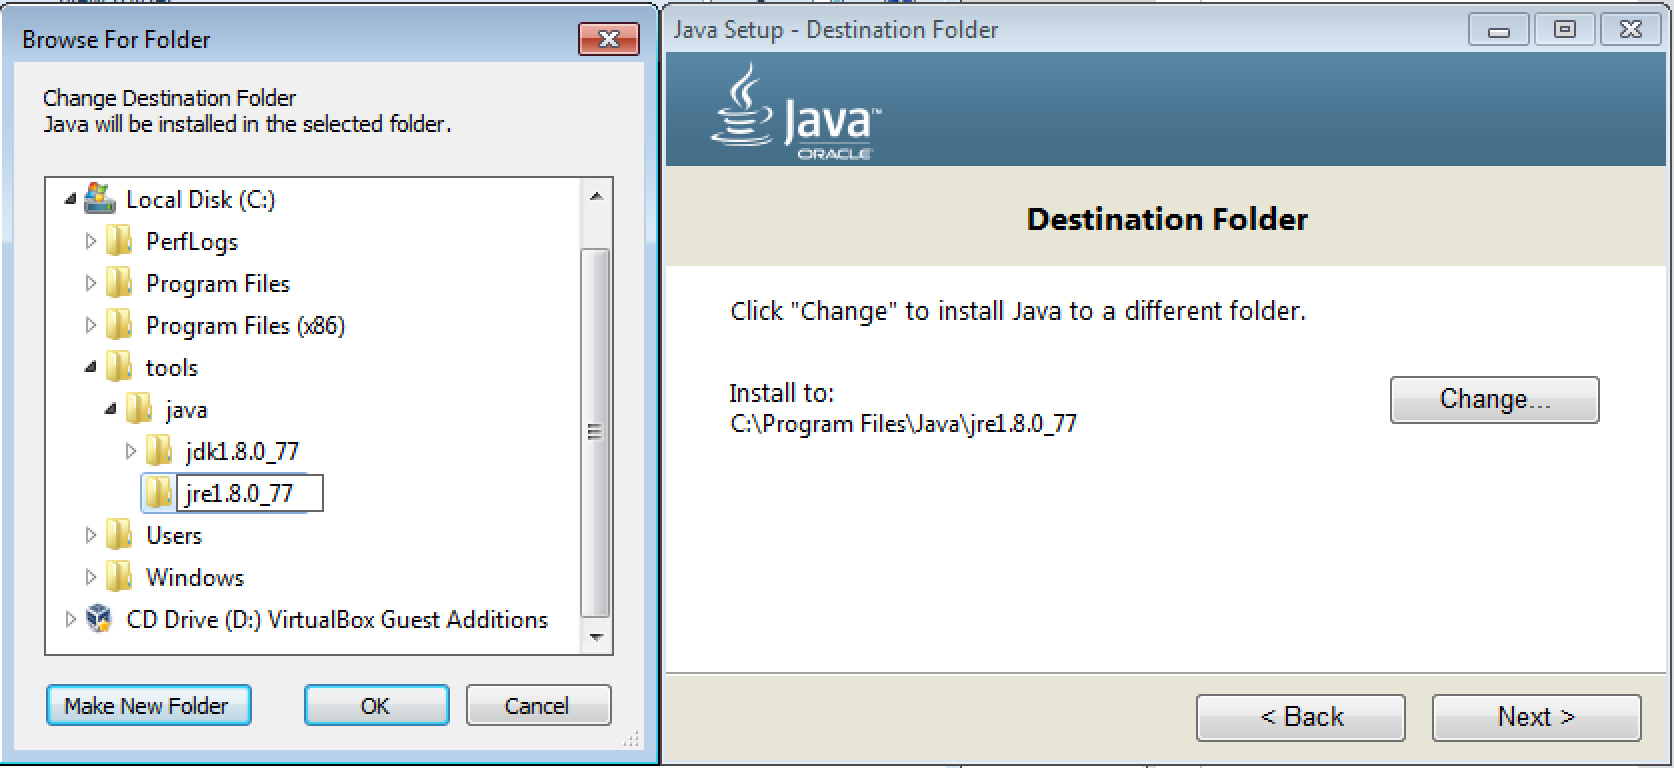 Browse For Folder
Change Destination Folder
Java will be installed in the selected folder.
Local Disk (C:)
PerfLogs
Program Files
Program Files (x86)
tools
java
jdk1.8.0_77
jre1.8.0_77
Users
Windows
CD Drive (D:) VirtualBox Guest Additions
Make New Folder
OK
Cancel
Java Setup - Destination Folder
Java™
ORACLE
Destination Folder
Click "Change" to install Java to a different folder.
Install to:
C:\Program Files\Java\jre1.8.0_77
Change...
< Back
Next >